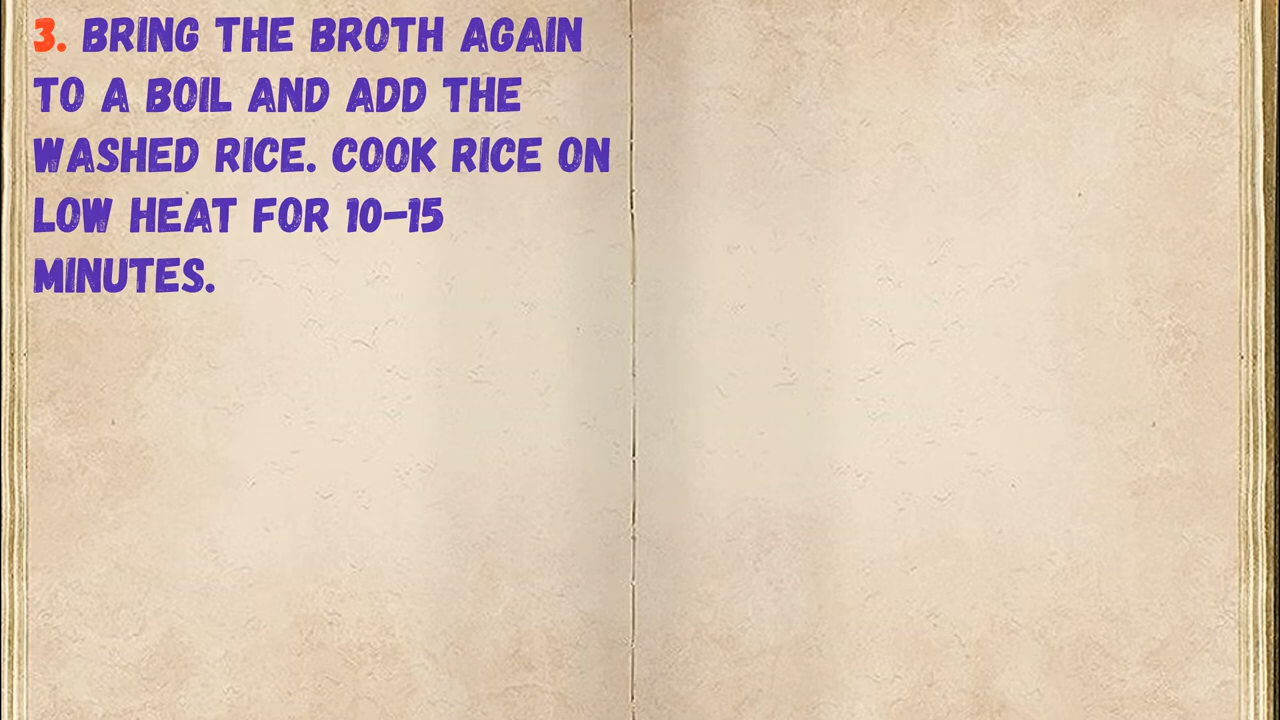 3. BRING THE BROTH AGAIN
TO A BOIL AND ADD THE
WASHED RICE. COOK RICE ON
LOW HEAT FOR 10-15
MINUTES.